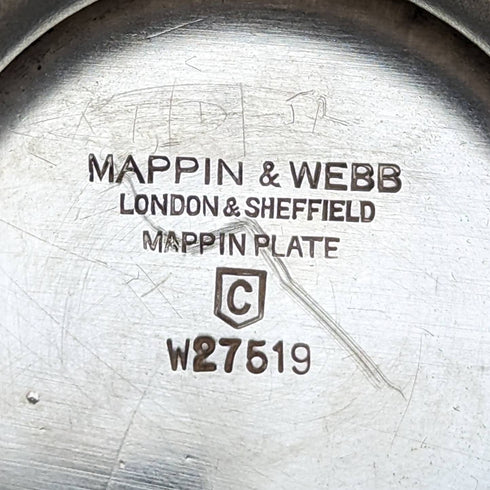 MAPPIN & WEBB
LONDON & SHEFFIELD
MAPPIN PLATE
C
W27519